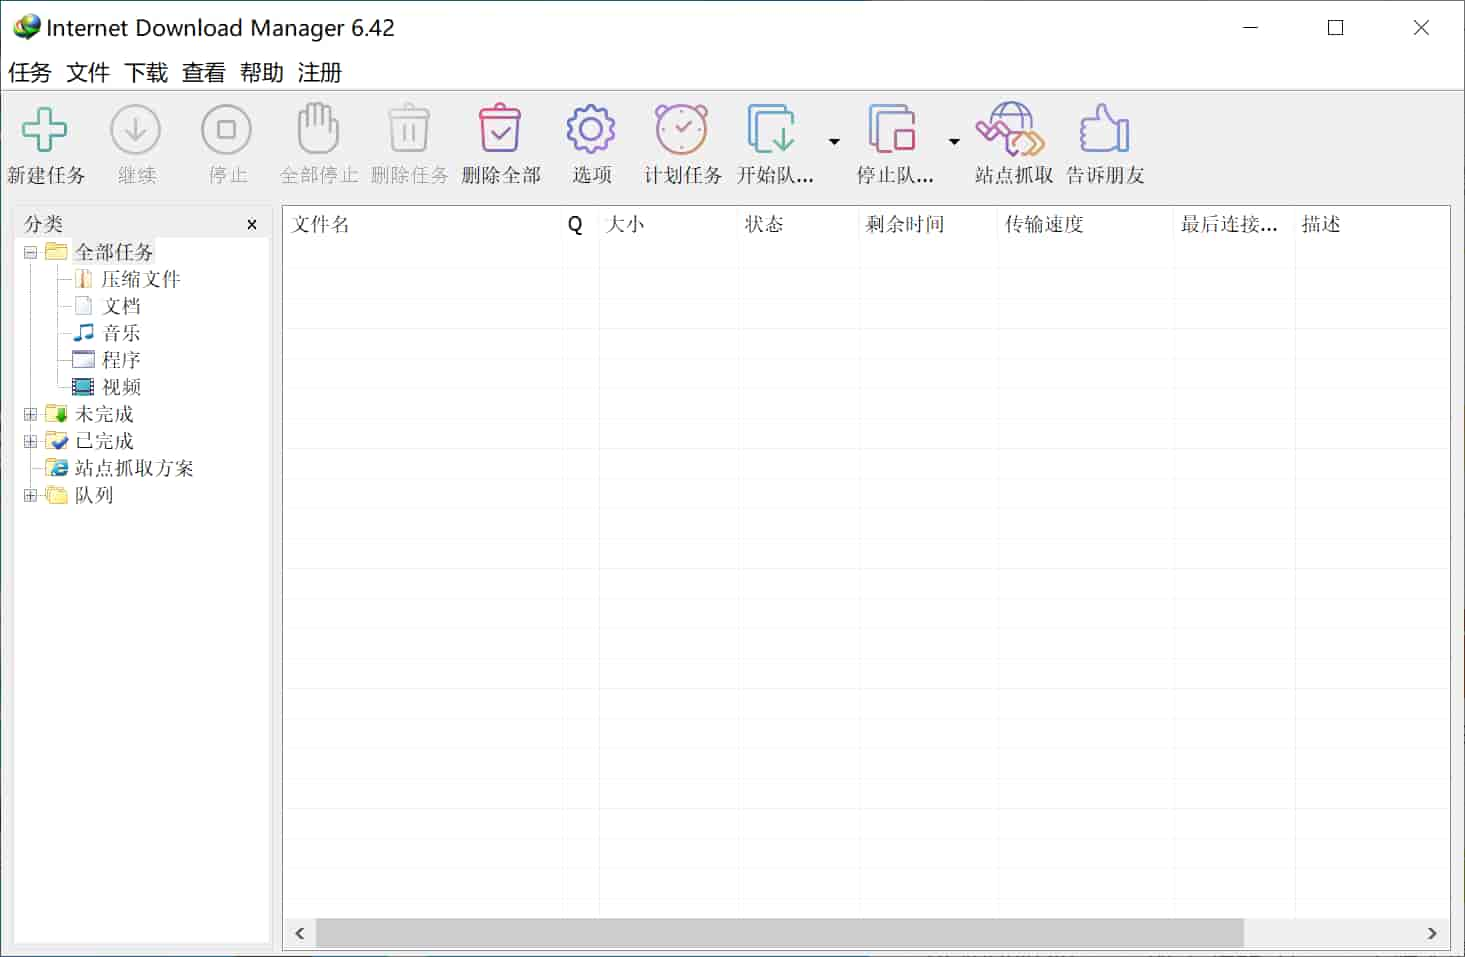 Internet Download Manager 6.42
任务 文件 下载 查看 帮助 注册
新建任务 继续 停止 全部停止 删除任务 删除全部 选项 计划任务 开始队... 停止队... 站点抓取 告诉朋友
分类 x
文件名 Q 大小 状态 剩余时间 传输速度 最后连接... 描述
全部任务
压缩文件
文档
音乐
程序
视频
未完成
已完成
站点抓取方案
队列